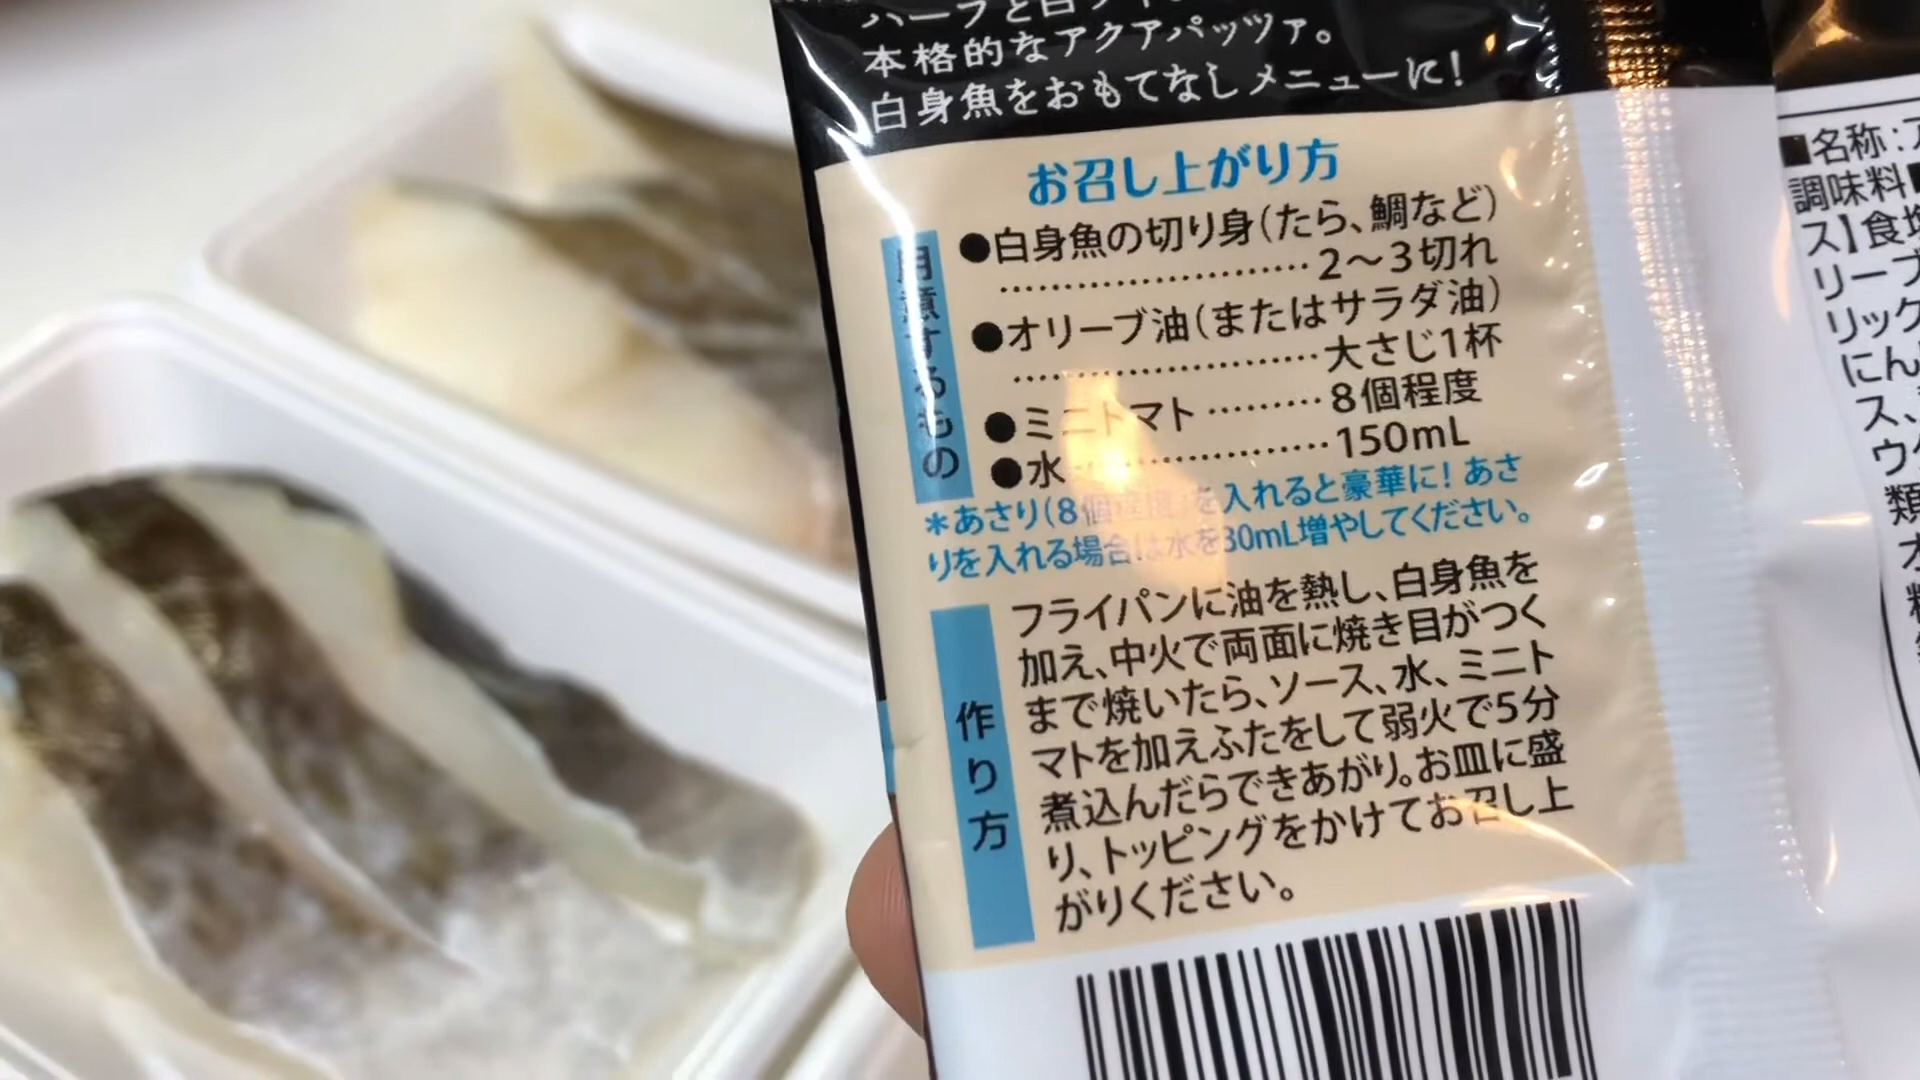 本格的なアクアパッツァ。
白身魚をおもてなしメニューに!
お召し上がり方
用意するもの
●白身魚の切り身(たら、鯛など)
……………………2～3切れ
●オリーブ油(またはサラダ油)
……………………大さじ1杯
●ミニトマト………8個程度
●水…………………150mL
*あさり(8個程度)を入れると豪華に! あさ
りを入れる場合は水を30mL増やしてください。
作り方
フライパンに油を熱し、白身魚を
加え、中火で両面に焼き目がつく
まで焼いたら、ソース、水、ミニト
マトを加えふたをして弱火で5分
煮込んだらできあがり。お皿に盛
り、トッピングをかけてお召し上
がりください。
■名称:
調味料■
ス】食塩
リーブ
リック
にん
ス、
類